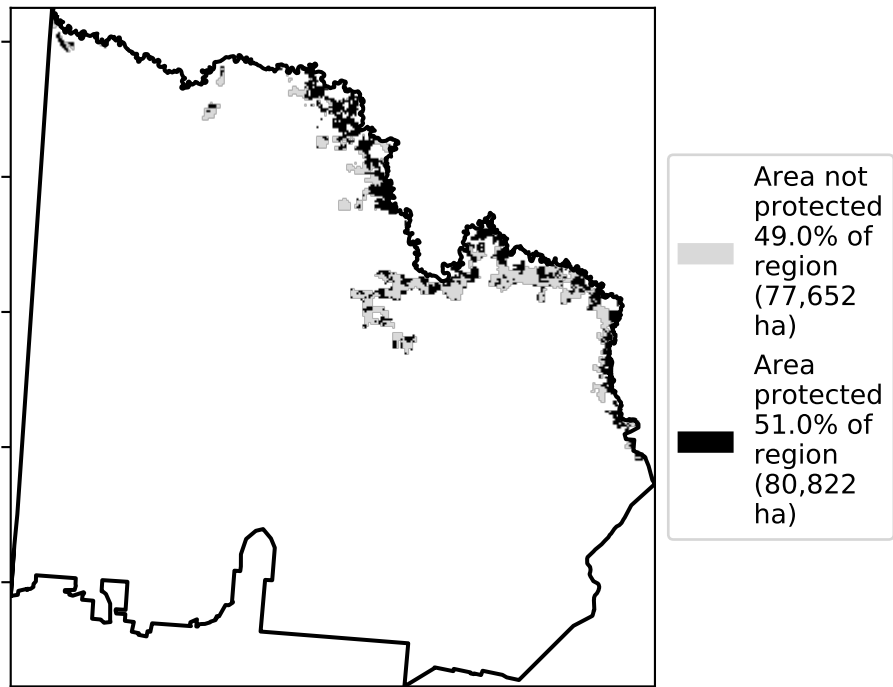 Area not
protected
49.0% of
region
(77,652
ha)
Area
protected
51.0% of
region
(80,822
ha)